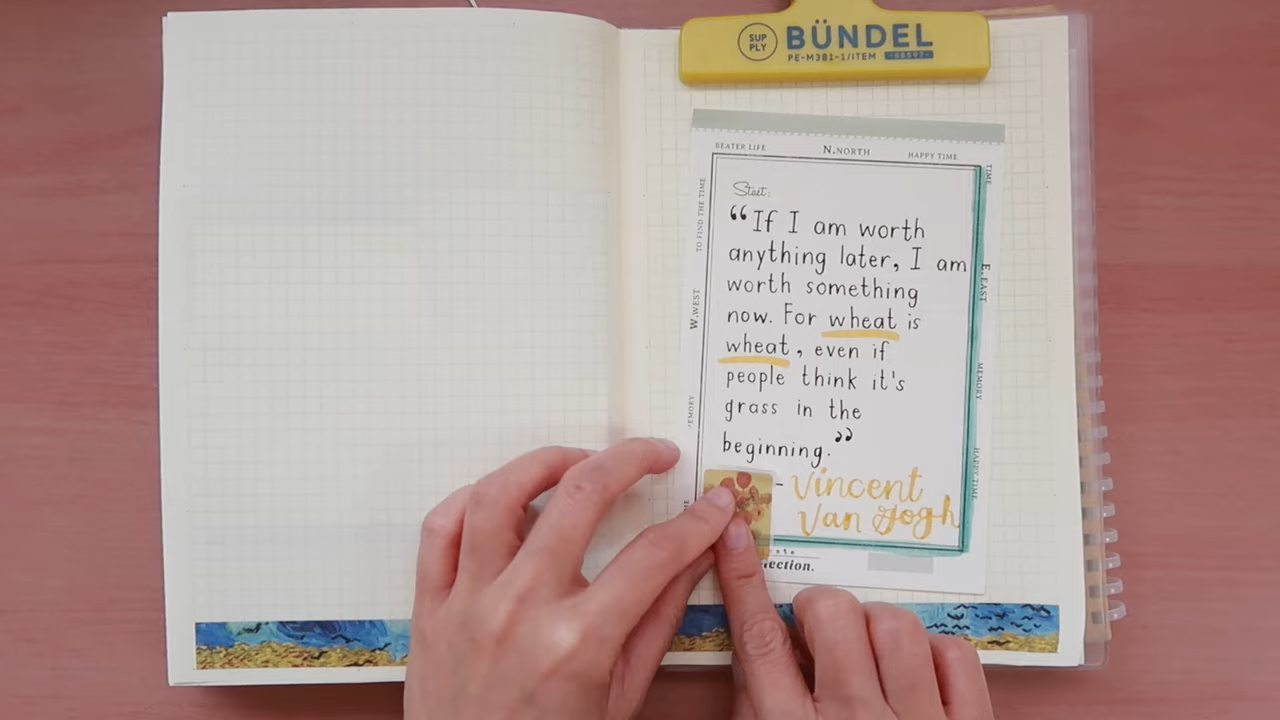 SUP
PLY
BÜNDEL
PE-M381-1/ITEM
BEATER LIFE
N.NORTH
HAPPY TIME
TO FIND THE TIME
W.WEST
TIME
E.EAST
MEMORY
HAPPY TIME
Start:
“If I am worth
anything later, I am
worth something
now. For wheat is
wheat, even if
people think it's
grass in the
beginning.”
- Vincent
Van Gogh